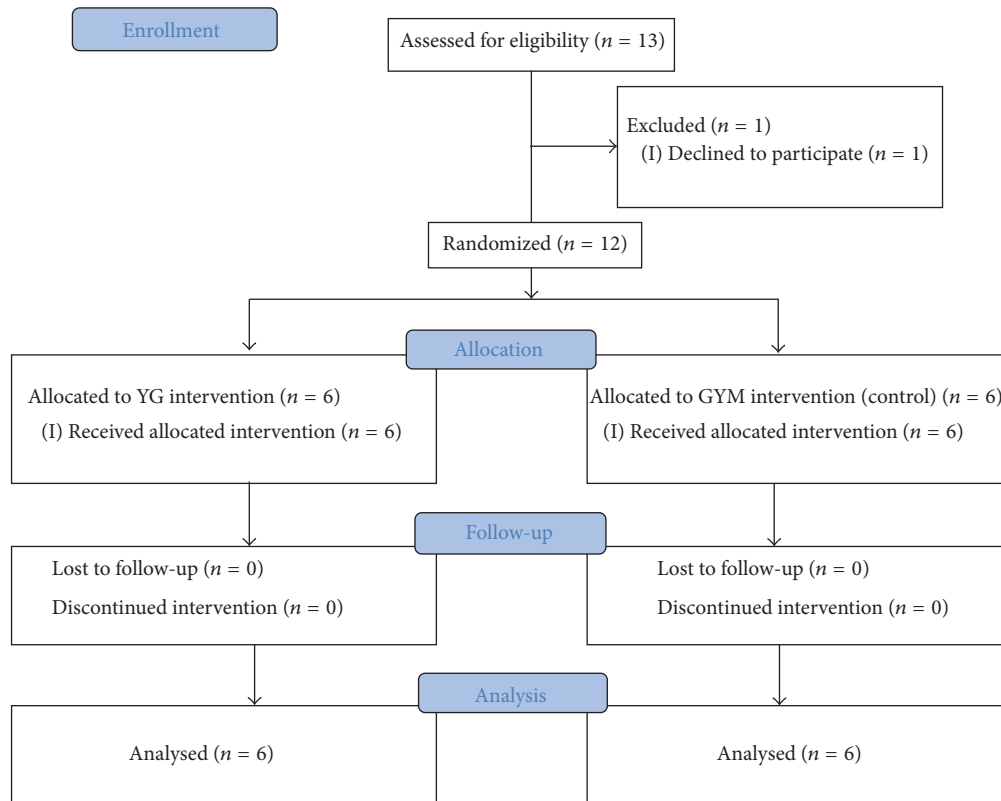 Enrollment
Assessed for eligibility (n = 13)
Excluded (n = 1)
(I) Declined to participate (n = 1)
Randomized (n = 12)
Allocation
Allocated to YG intervention (n = 6)
(I) Received allocated intervention (n = 6)
Allocated to GYM intervention (control) (n = 6)
(I) Received allocated intervention (n = 6)
Follow-up
Lost to follow-up (n = 0)
Discontinued intervention (n = 0)
Lost to follow-up (n = 0)
Discontinued intervention (n = 0)
Analysis
Analysed (n = 6)
Analysed (n = 6)